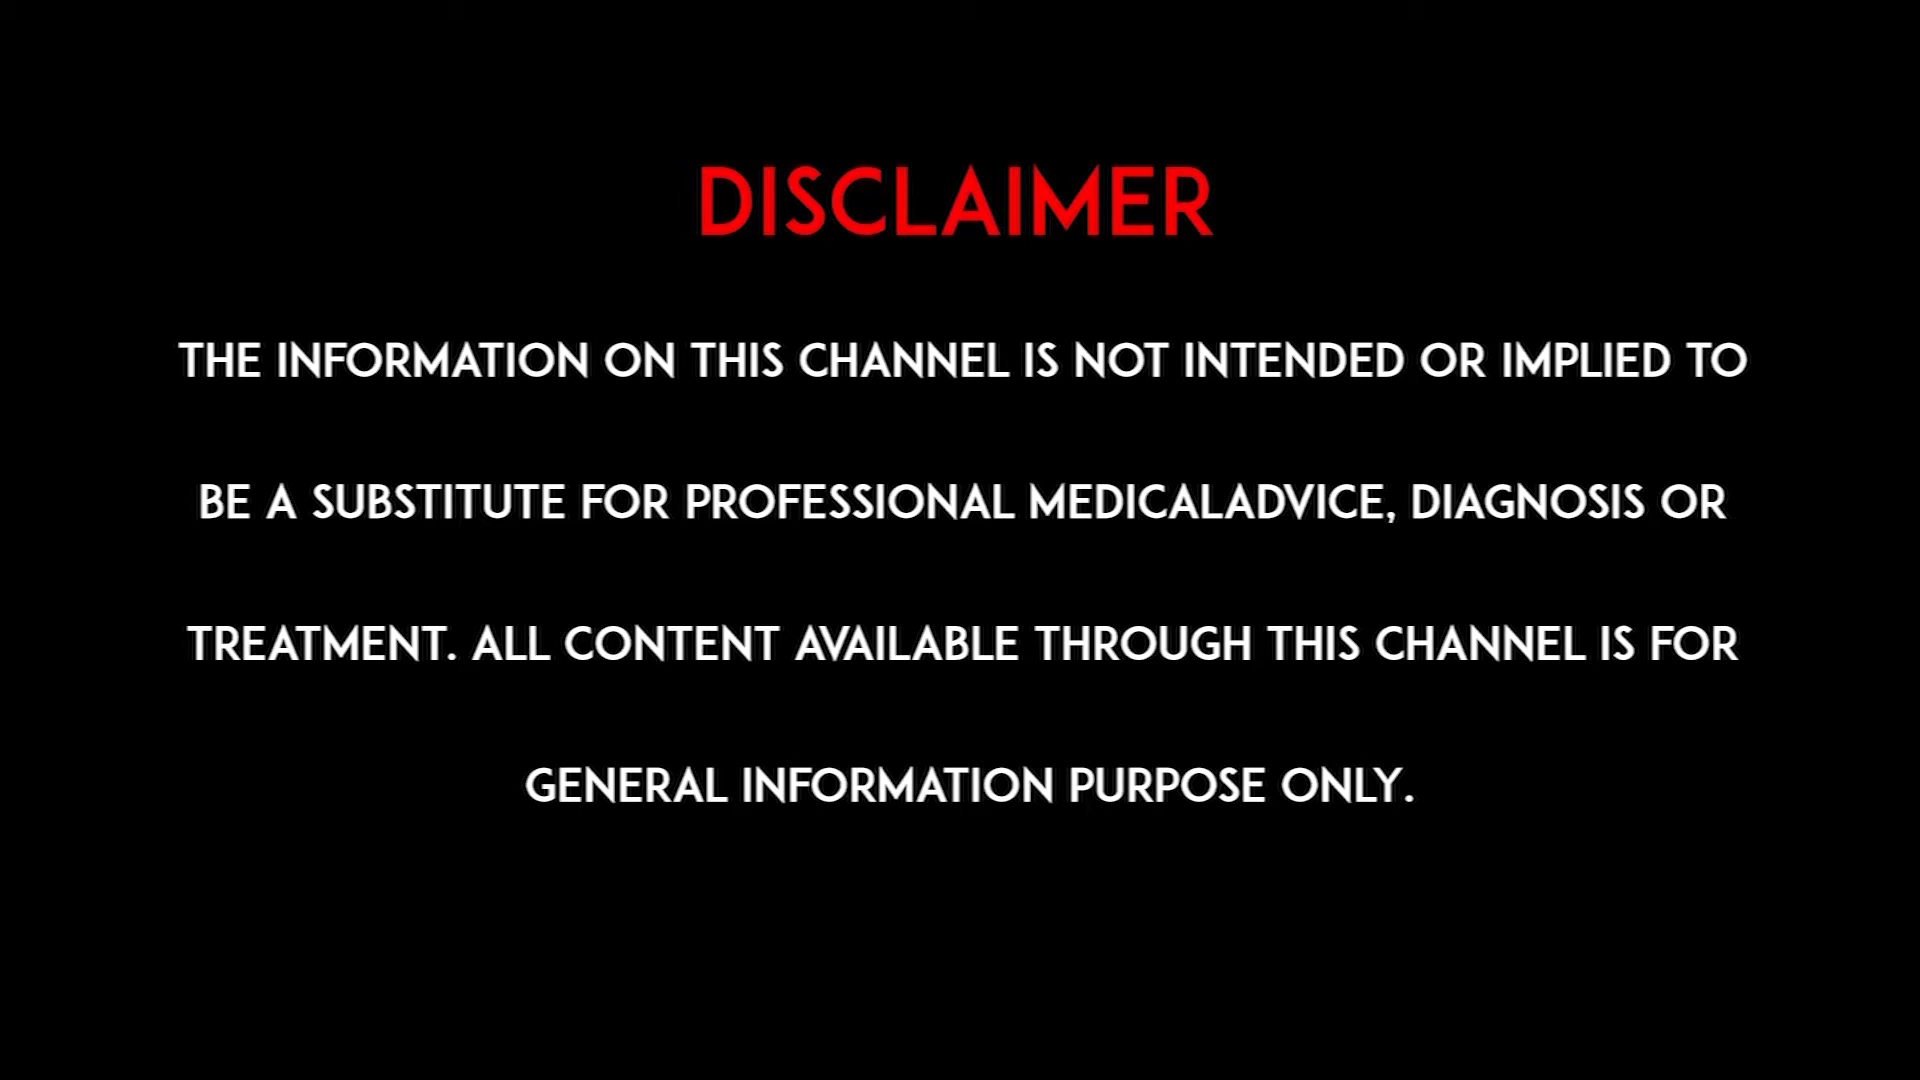 DISCLAIMER
THE INFORMATION ON THIS CHANNEL IS NOT INTENDED OR IMPLIED TO
BE A SUBSTITUTE FOR PROFESSIONAL MEDICALADVICE, DIAGNOSIS OR
TREATMENT. ALL CONTENT AVAILABLE THROUGH THIS CHANNEL IS FOR
GENERAL INFORMATION PURPOSE ONLY.